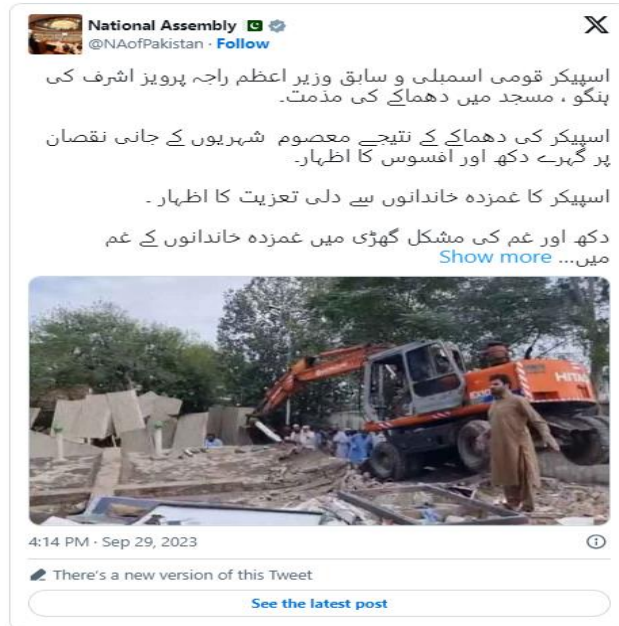 National Assembly
@NAofPakistan · Follow
اسپیکر قومی اسمبلی و سابق وزیر اعظم راجہ پرویز اشرف کی
ہنگو ، مسجد میں دھماکے کی مذمت۔
اسپیکر کی دھماکے کے نتیجے معصوم شہریوں کے جانی نقصان
پر گہرے دکھ اور افسوس کا اظہار۔
اسپیکر کا غمزدہ خاندانوں سے دلی تعزیت کا اظہار ۔
دکھ اور غم کی مشکل گھڑی میں غمزدہ خاندانوں کے غم
میں... Show more
HITA
4:14 PM · Sep 29, 2023
There's a new version of this Tweet
See the latest post